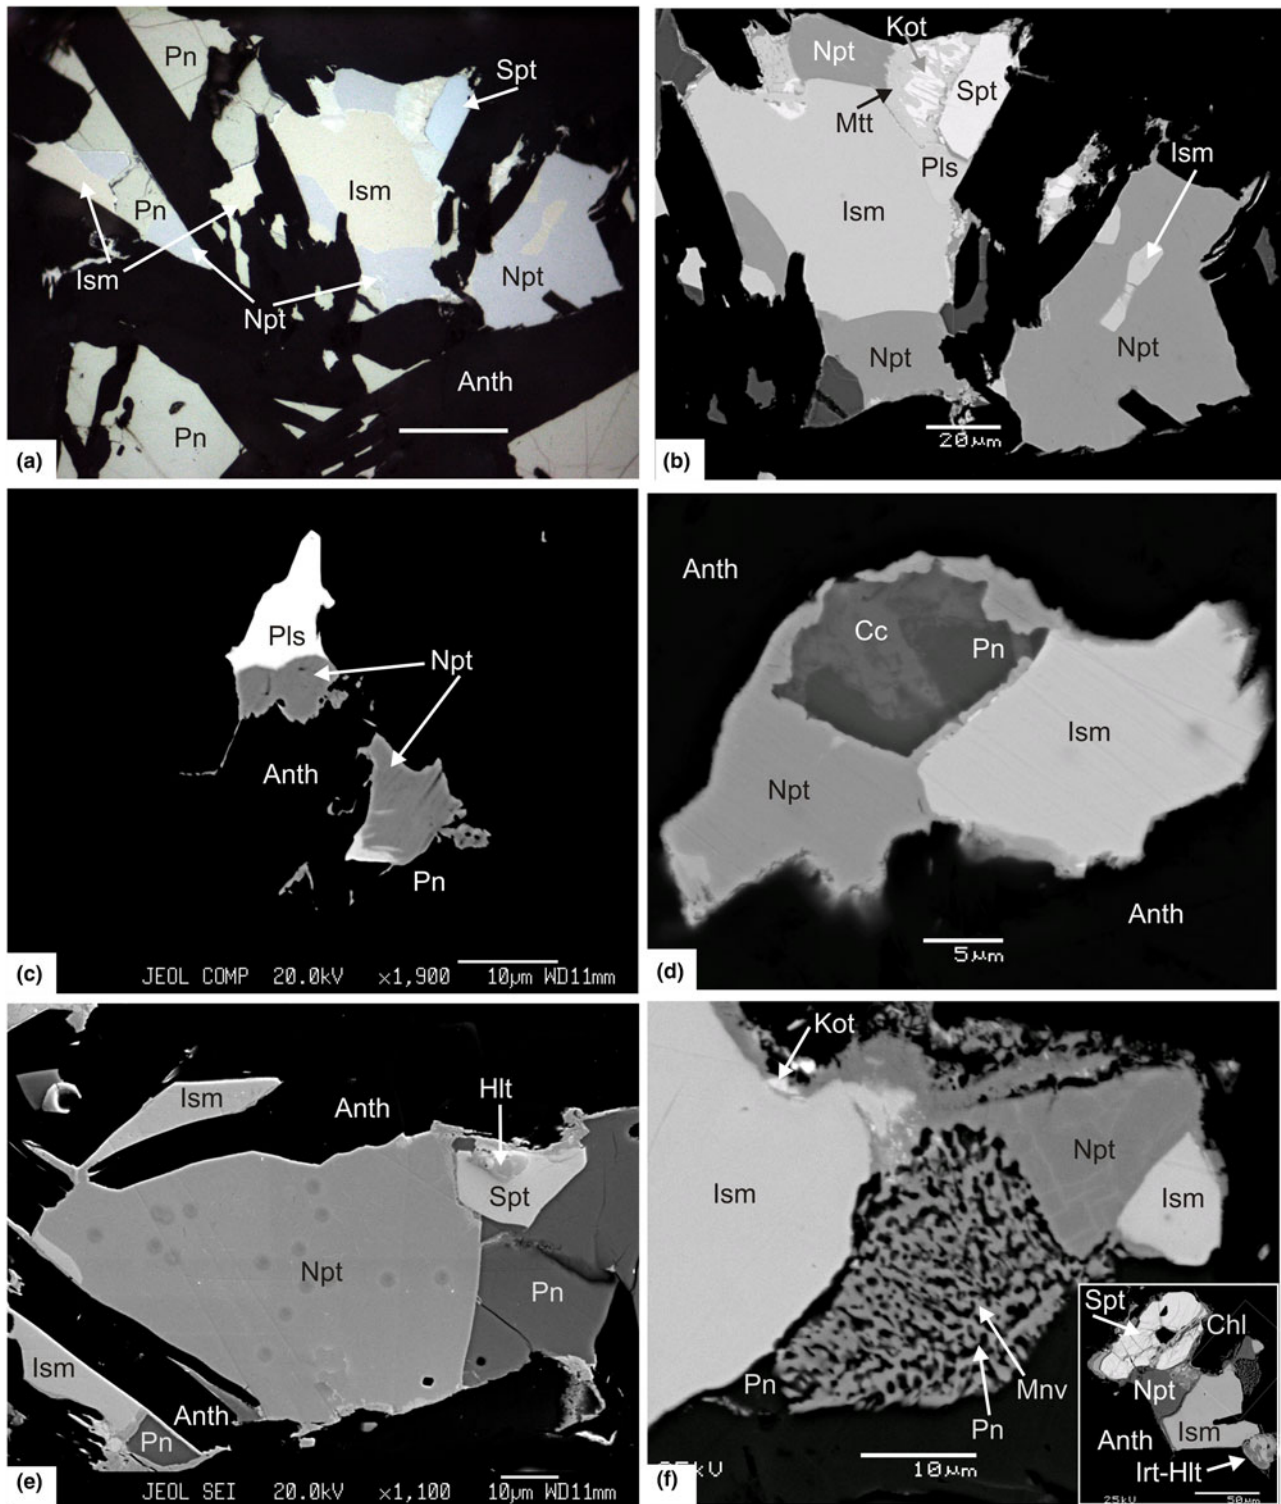 Pn
Spt
Ism
Pn
Ism
Npt
Npt
Anth
Pn
(a)
Kot
Npt
Spt
Mtt
Pls
Ism
Ism
Npt
Npt
20µm
(b)
Pls
Npt
Anth
Pn
(c)
JEOL COMP 20.0kV ×1,900 10µm WD11mm
Anth
Cc
Pn
Ism
Npt
Anth
5µm
(d)
Ism
Anth
Hlt
Spt
Npt
Pn
Ism
Anth
Pn
(e)
JEOL SEI ×1,100 10µm WD11mm
Kot
Npt
Ism
Ism
Pn
Mnv
Pn
10µm
(f)
Spt
Chl
Npt
Ism
Anth
Irt-Hlt
25kV 50µm